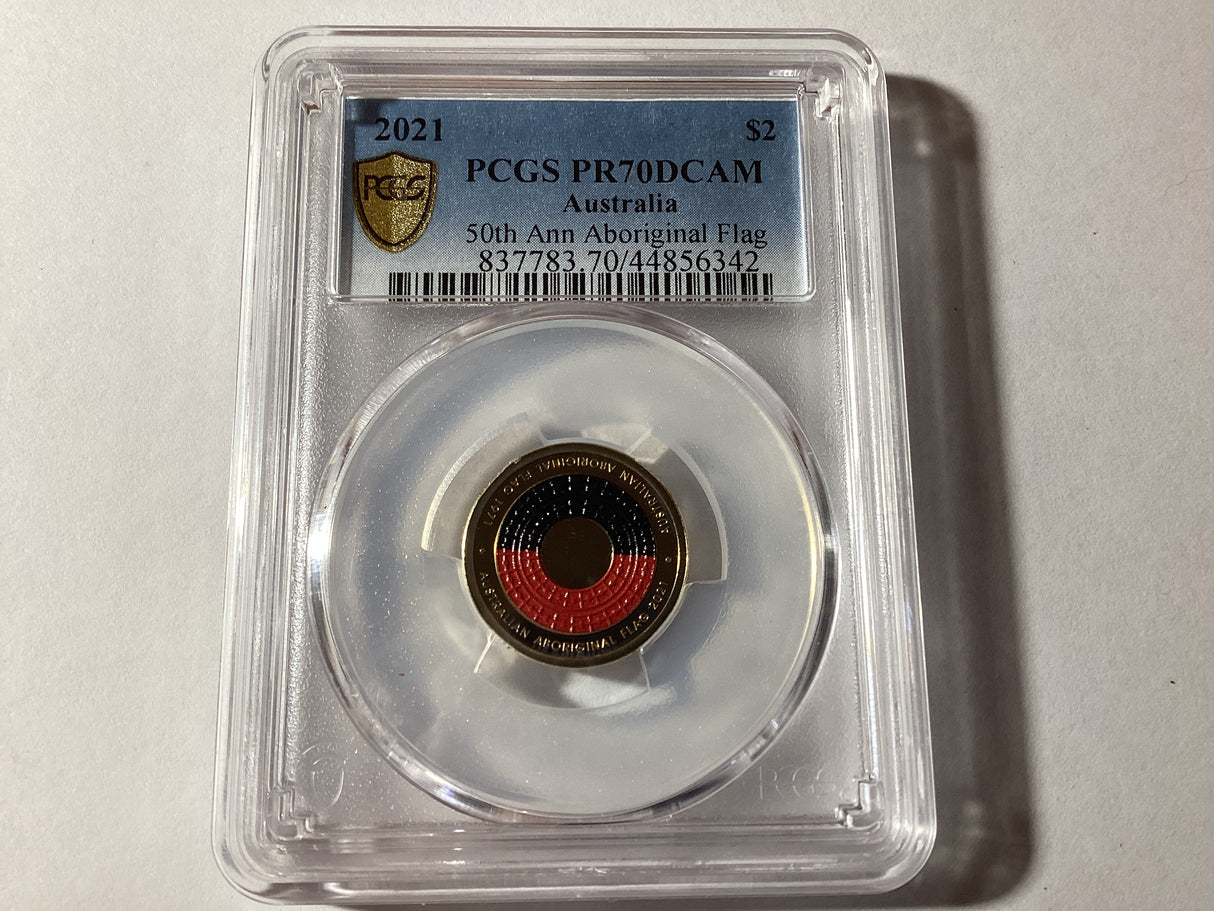 2021 $2
PCGS
PCGS PR70DCAM
Australia
50th Ann Aboriginal Flag
837783.70/44856342
AUSTRALIAN ABORIGINAL FLAG 1971
AUSTRALIAN ABORIGINAL FLAG 2021
PCGS